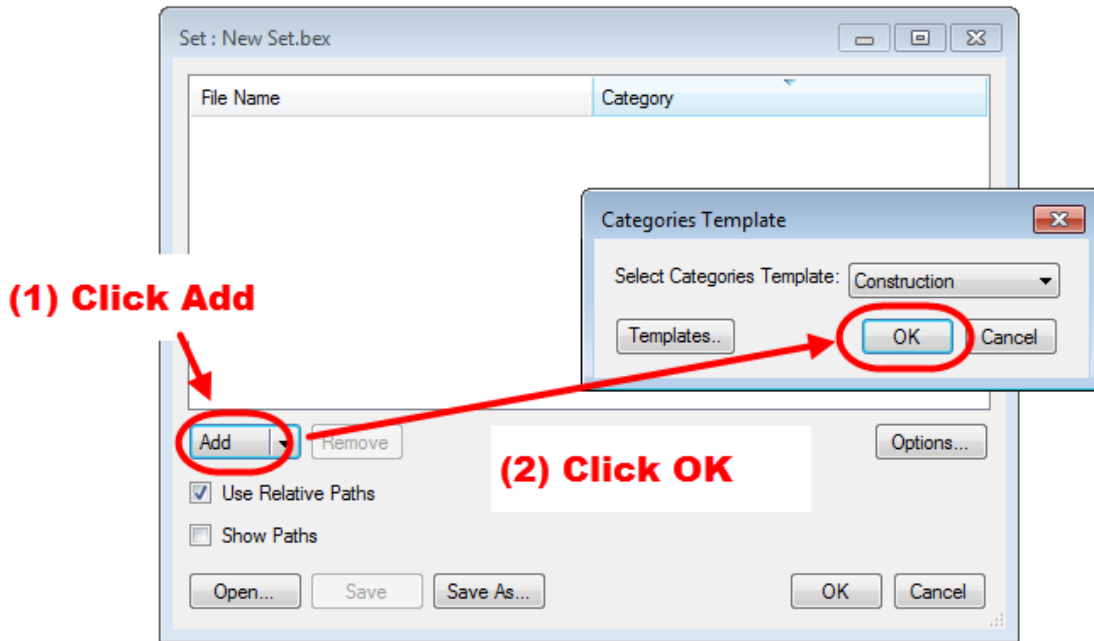 Set : New Set.bex
File Name Category
Categories Template
Select Categories Template: Construction
Templates.. OK Cancel
(1) Click Add
Add Remove Options...
(2) Click OK
Use Relative Paths
Show Paths
Open... Save Save As... OK Cancel